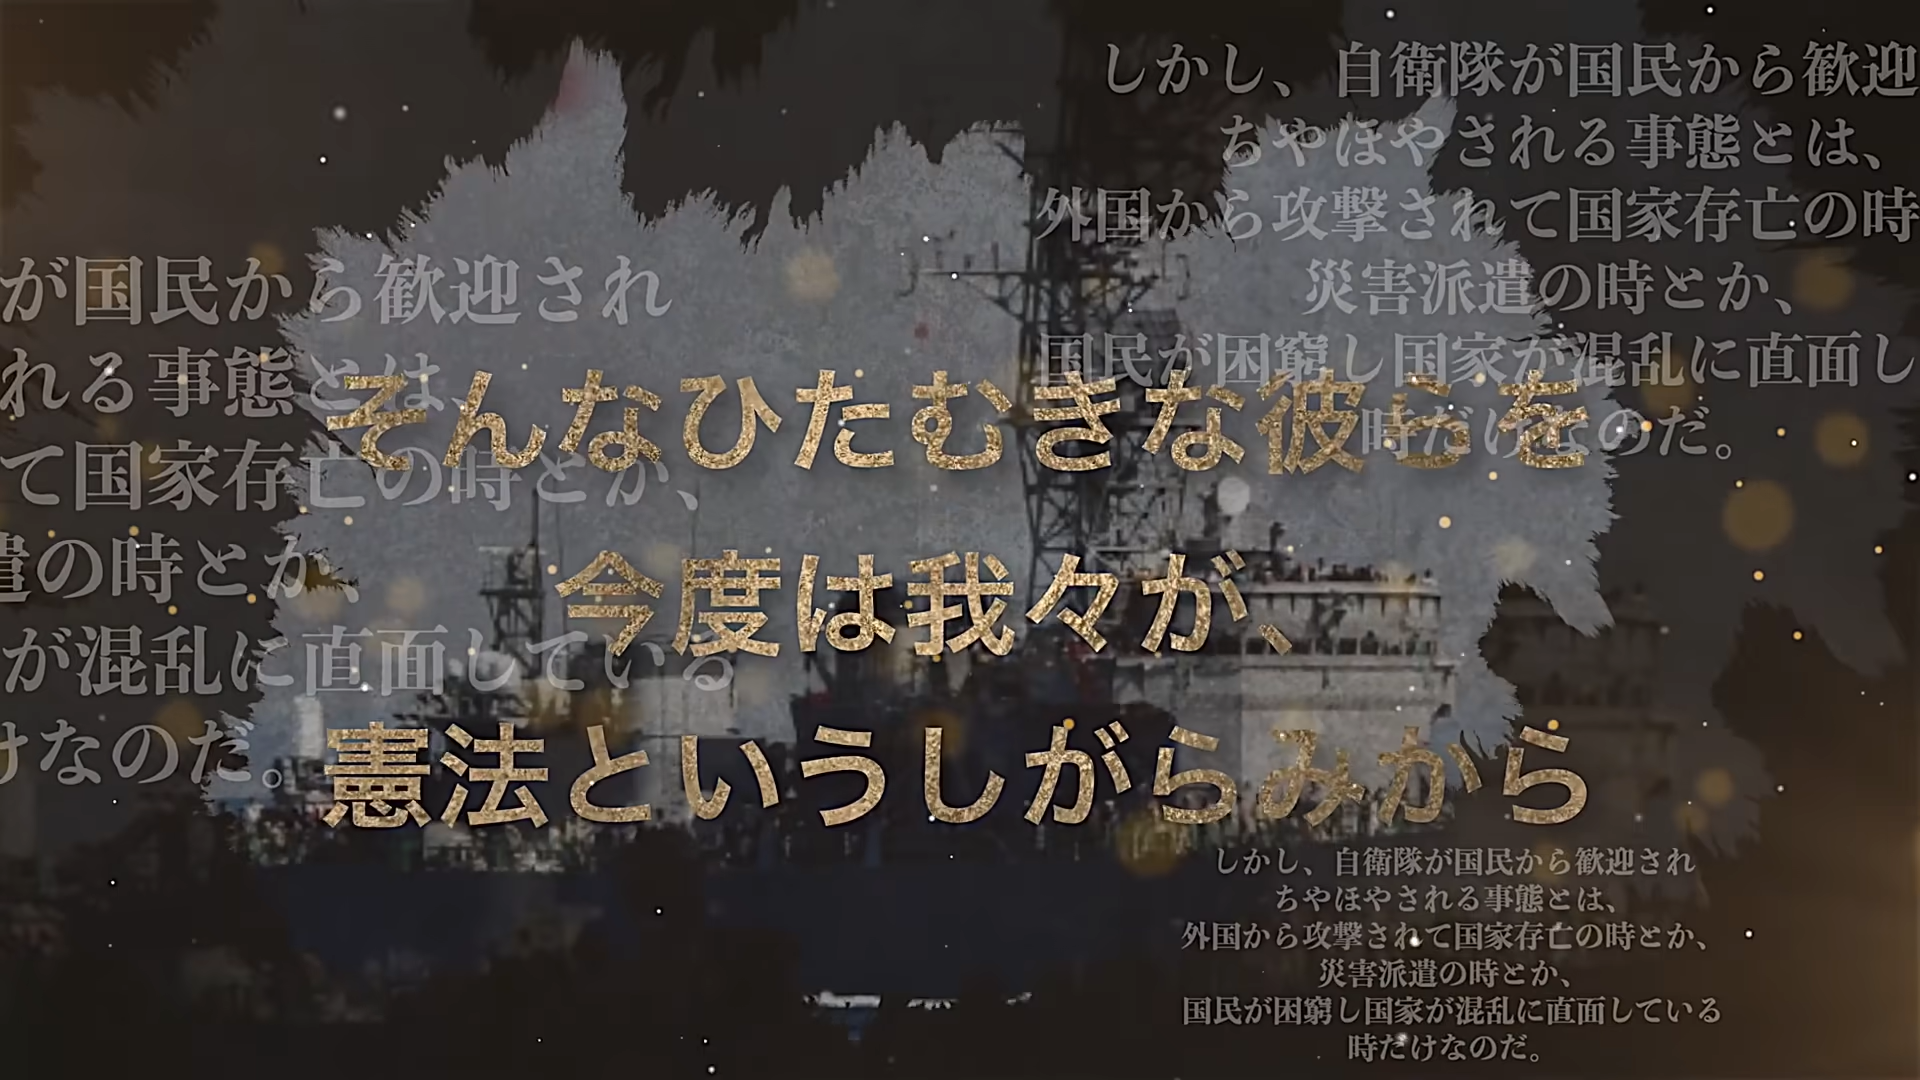 しかし、自衛隊が国民から歓迎
ちやほやされる事態とは、
外国から攻撃されて国家存亡の時
災害派遣の時とか、
国民が困窮し国家が混乱に直面し
時だけなのだ。
が国民から歓迎され
れる事態とは、
て国家存亡の時とか、
遣の時とか、
が混乱に直面している
けなのだ。
そんなひたむきな彼らを
今度は我々が、
憲法というしがらみから
しかし、自衛隊が国民から歓迎され
ちやほやされる事態とは、
外国から攻撃されて国家存亡の時とか、
災害派遣の時とか、
国民が困窮し国家が混乱に直面している
時だけなのだ。